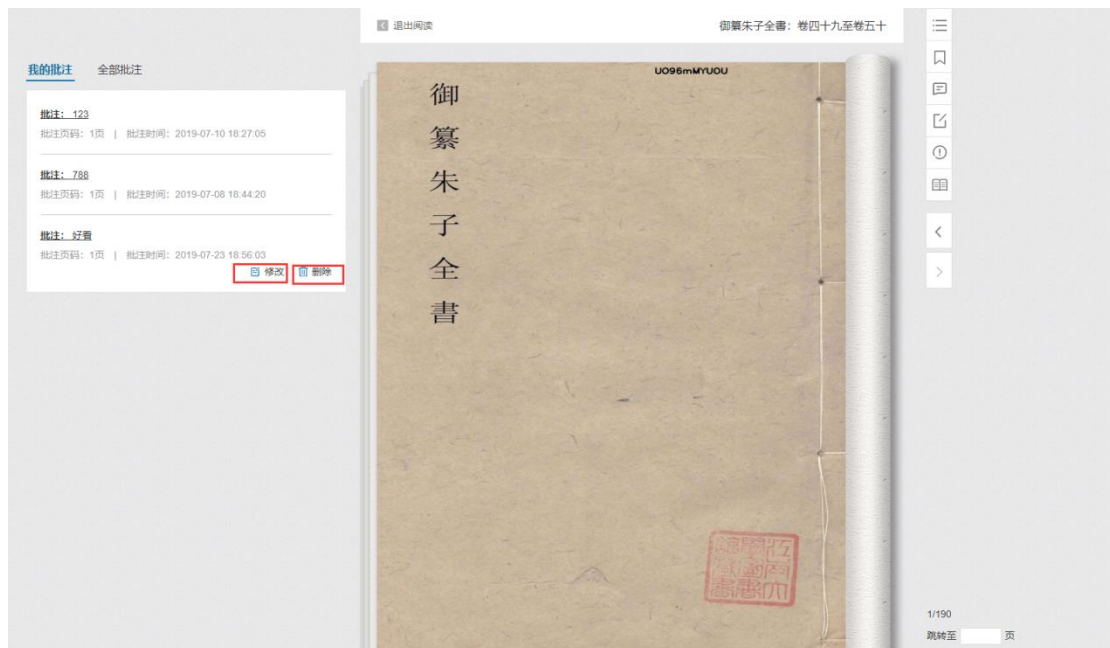 退出阅读
御纂朱子全書：卷四十九至卷五十
我的批注 全部批注
批注： 123
批注页码：1页 | 批注时间：2019-07-10 18:27:05
批注： 788
批注页码：1页 | 批注时间：2019-07-08 18:44:20
批注： 好看
批注页码：1页 | 批注时间：2019-07-23 18:56:03
修改 删除
UO96mMYUOU
御纂朱子全書
1/190
跳转至 页